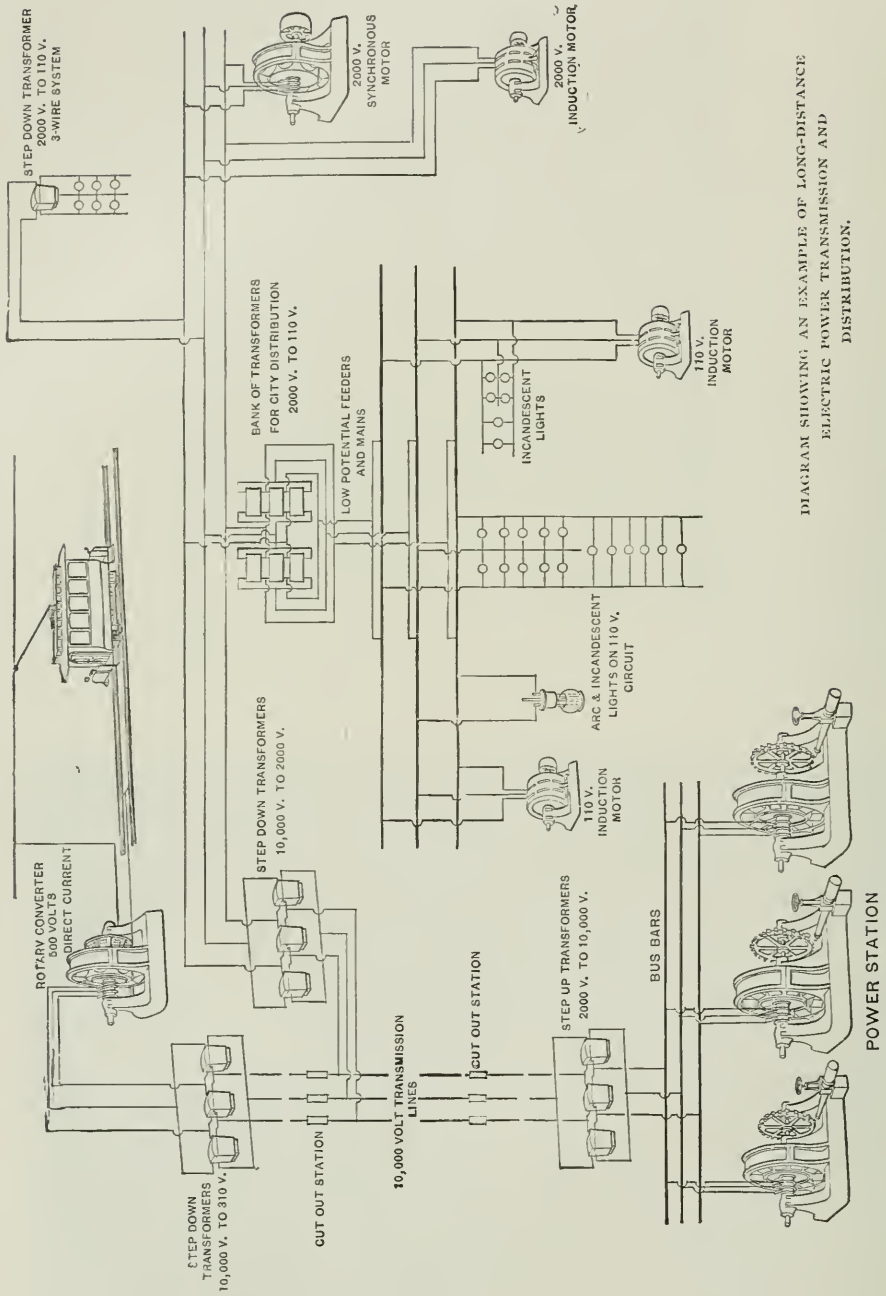 STEP DOWN TRANSFORMER
2000 V. TO 110 V.
3-WIRE SYSTEM
2000 V.
SYNCHRONOUS
MOTOR
2000 V.
INDUCTION MOTOR
ROTARY CONVERTER
500 VOLTS
DIRECT CURRENT
BANK OF TRANSFORMERS
FOR CITY DISTRIBUTION
2000 V. TO 110 V.
LOW POTENTIAL FEEDERS
AND MAINS
STEP DOWN TRANSFORMERS
10,000 V. TO 2000 V.
INCANDESCENT
LIGHTS
110 V.
INDUCTION
MOTOR
STEP DOWN
TRANSFORMERS
10,000 V. TO 310 V.
CUT OUT STATION
10,000 VOLT TRANSMISSION
LINES
CUT OUT STATION
110 V.
INDUCTION
MOTOR
ARC & INCANDESCENT
LIGHTS ON 110 V.
CIRCUIT
STEP UP TRANSFORMERS
2000 V. TO 10,000 V.
BUS BARS
POWER STATION
DIAGRAM SHOWING AN EXAMPLE OF LONG-DISTANCE
ELECTRIC POWER TRANSMISSION AND
DISTRIBUTION.